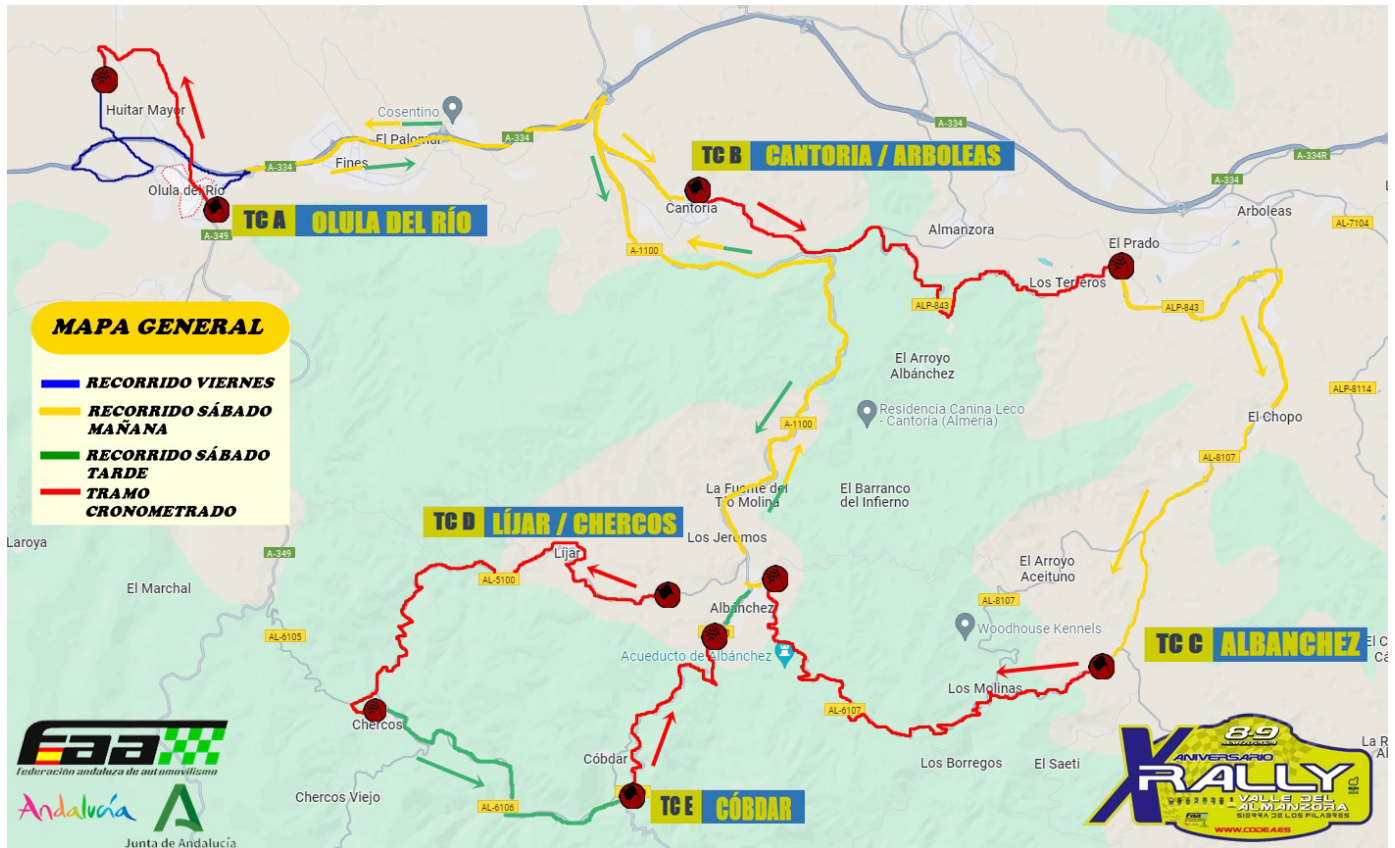 Huitar Mayor
Cosentino
El Palomar
A-334
Fines
A-334
Olula del Río
A-349
TC A OLULA DEL RÍO
TC B CANTORIA / ARBOLEAS
Cantoria
A-334
A-334R
A-334
Arboleas
AL-7104
Almanzora
El Prado
A-1100
Los Terreros
ALP-843
ALP-843
MAPA GENERAL
RECORRIDO VIERNES
RECORRIDO SÁBADO
MAÑANA
RECORRIDO SÁBADO
TARDE
TRAMO
CRONOMETRADO
El Arroyo
Albánchez
ALP-8114
Residencia Canina Leco
- Cantoria (Almería)
A-1100
El Chopo
AL-8107
La Fuente del
Tío Molina
El Barranco
del Infierno
TC D LÍJAR / CHERCOS
Los Jeromos
Laroya
A-349
Líjar
El Marchal
AL-5100
El Arroyo
Aceituno
AL-8107
Albánchez
AL-6105
Woodhouse Kennels
TC C ALBANCHEZ
Acueducto de Albánchez
Los Molinas
AL-6107
Chercos
Cóbdar
Los Borregos
El Saeti
Chercos Viejo
AL-6106
TC E CÓBDAR
faa
federación andaluza de automovilismo
Andalucía
Junta de Andalucía
8-9
X ANIVERSARIO
RALLY
VALLE DEL
ALMANZORA
SIERRA DE LOS FILABRES
WWW.CODEA.ES